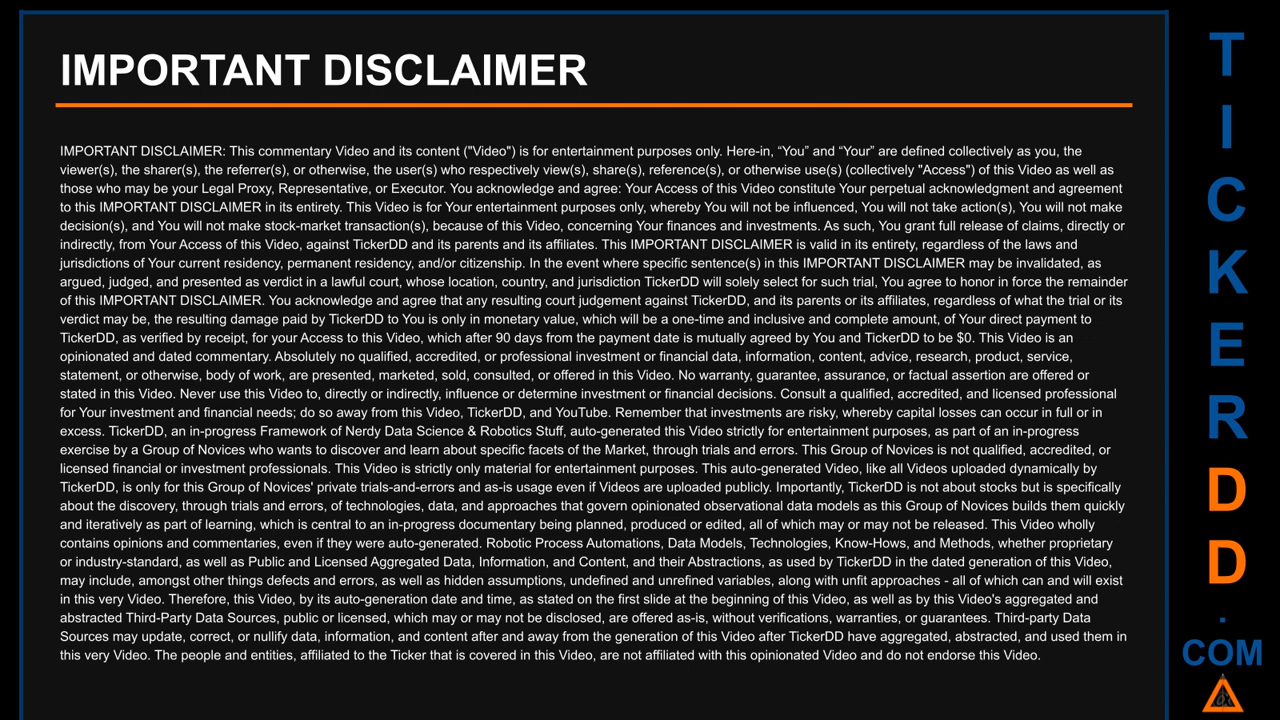 IMPORTANT DISCLAIMER
IMPORTANT DISCLAIMER: This commentary Video and its content ("Video") is for entertainment purposes only. Here-in, “You” and “Your” are defined collectively as you, the
viewer(s), the sharer(s), the referrer(s), or otherwise, the user(s) who respectively view(s), share(s), reference(s), or otherwise use(s) (collectively "Access") of this Video as well as
those who may be your Legal Proxy, Representative, or Executor. You acknowledge and agree: Your Access of this Video constitute Your perpetual acknowledgment and agreement
to this IMPORTANT DISCLAIMER in its entirety. This Video is for Your entertainment purposes only, whereby You will not be influenced, You will not take action(s), You will not make
decision(s), and You will not make stock-market transaction(s), because of this Video, concerning Your finances and investments. As such, You grant full release of claims, directly or
indirectly, from Your Access of this Video, against TickerDD and its parents and its affiliates. This IMPORTANT DISCLAIMER is valid in its entirety, regardless of the laws and
jurisdictions of Your current residency, permanent residency, and/or citizenship. In the event where specific sentence(s) in this IMPORTANT DISCLAIMER may be invalidated, as
argued, judged, and presented as verdict in a lawful court, whose location, country, and jurisdiction TickerDD will solely select for such trial, You agree to honor in force the remainder
of this IMPORTANT DISCLAIMER. You acknowledge and agree that any resulting court judgement against TickerDD, and its parents or its affiliates, regardless of what the trial or its
verdict may be, the resulting damage paid by TickerDD to You is only in monetary value, which will be a one-time and inclusive and complete amount, of Your direct payment to
TickerDD, as verified by receipt, for your Access to this Video, which after 90 days from the payment date is mutually agreed by You and TickerDD to be $0. This Video is an
opinionated and dated commentary. Absolutely no qualified, accredited, or professional investment or financial data, information, content, advice, research, product, service,
statement, or otherwise, body of work, are presented, marketed, sold, consulted, or offered in this Video. No warranty, guarantee, assurance, or factual assertion are offered or
stated in this Video. Never use this Video to, directly or indirectly, influence or determine investment or financial decisions. Consult a qualified, accredited, and licensed professional
for Your investment and financial needs; do so away from this Video, TickerDD, and YouTube. Remember that investments are risky, whereby capital losses can occur in full or in
excess. TickerDD, an in-progress Framework of Nerdy Data Science & Robotics Stuff, auto-generated this Video strictly for entertainment purposes, as part of an in-progress
exercise by a Group of Novices who wants to discover and learn about specific facets of the Market, through trials and errors. This Group of Novices is not qualified, accredited, or
licensed financial or investment professionals. This Video is strictly only material for entertainment purposes. This auto-generated Video, like all Videos uploaded dynamically by
TickerDD, is only for this Group of Novices' private trials-and-errors and as-is usage even if Videos are uploaded publicly. Importantly, TickerDD is not about stocks but is specifically
about the discovery, through trials and errors, of technologies, data, and approaches that govern opinionated observational data models as this Group of Novices builds them quickly
and iteratively as part of learning, which is central to an in-progress documentary being planned, produced or edited, all of which may or may not be released. This Video wholly
contains opinions and commentaries, even if they were auto-generated. Robotic Process Automations, Data Models, Technologies, Know-Hows, and Methods, whether proprietary
or industry-standard, as well as Public and Licensed Aggregated Data, Information, and Content, and their Abstractions, as used by TickerDD in the dated generation of this Video,
may include, amongst other things defects and errors, as well as hidden assumptions, undefined and unrefined variables, along with unfit approaches - all of which can and will exist
in this very Video. Therefore, this Video, by its auto-generation date and time, as stated on the first slide at the beginning of this Video, as well as by this Video's aggregated and
abstracted Third-Party Data Sources, public or licensed, which may or may not be disclosed, are offered as-is, without verifications, warranties, or guarantees. Third-party Data
Sources may update, correct, or nullify data, information, and content after and away from the generation of this Video after TickerDD have aggregated, abstracted, and used them in
this very Video. The people and entities, affiliated to the Ticker that is covered in this Video, are not affiliated with this opinionated Video and do not endorse this Video.
T
I
C
K
E
R
D
D
.
COM